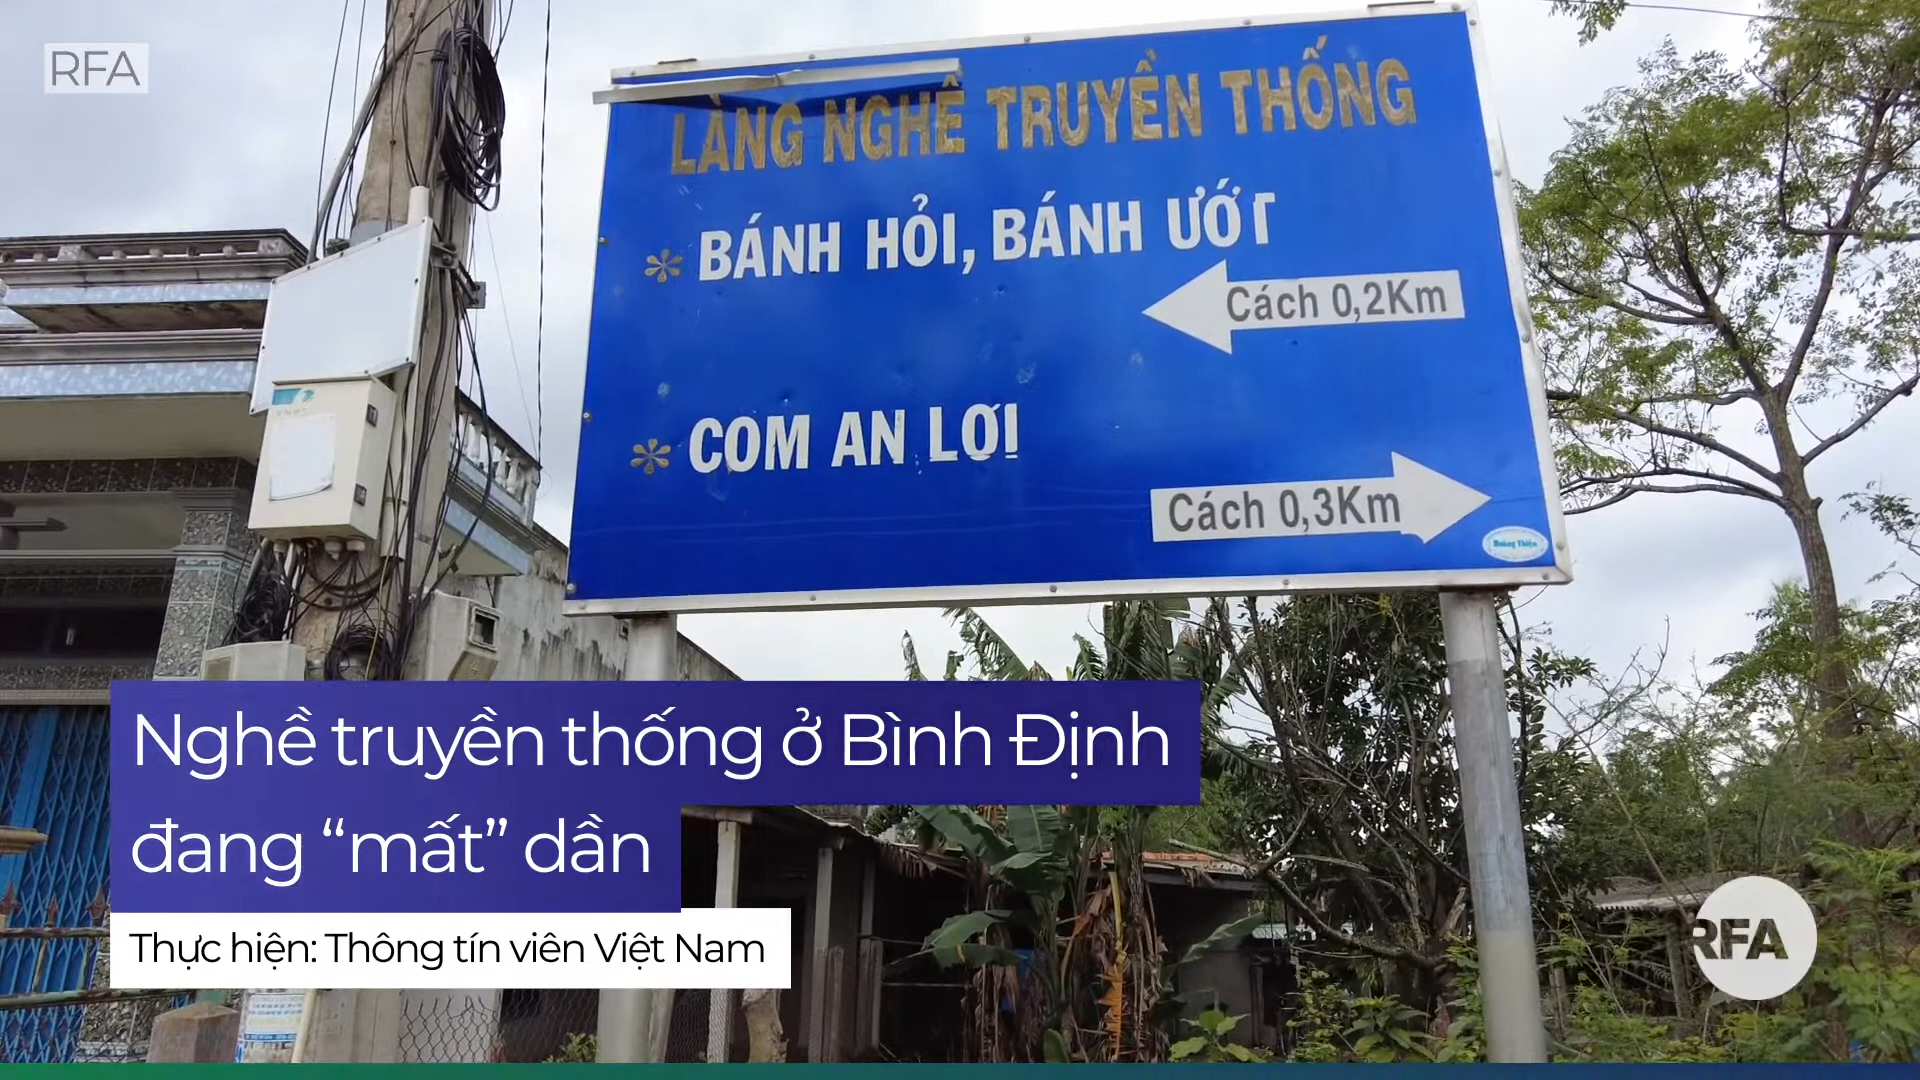 RFA
LÀNG NGHỀ TRUYỀN THỐNG
BÁNH HỎI, BÁNH ƯỚT
Cách 0,2Km
COM AN LỢI
Cách 0,3Km
Nghề truyền thống ở Bình Định
đang “mất” dần
Thực hiện: Thông tín viên Việt Nam
RFA